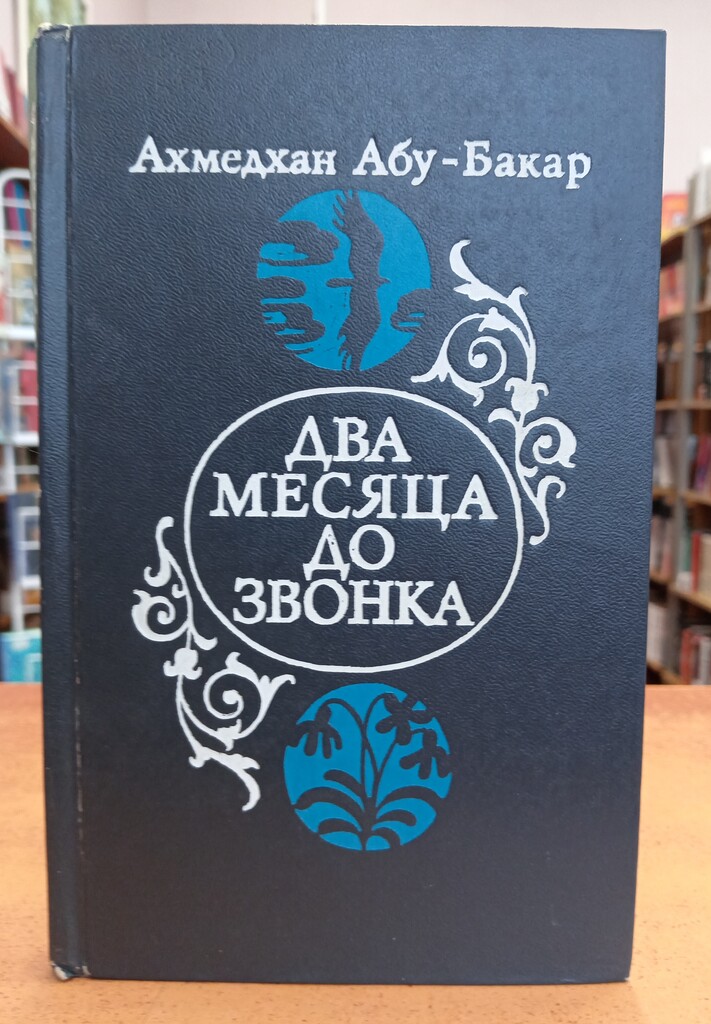 Ахмедхан Абу-Бакар
ДВА
МЕСЯЦА
ДО
ЗВОНКА